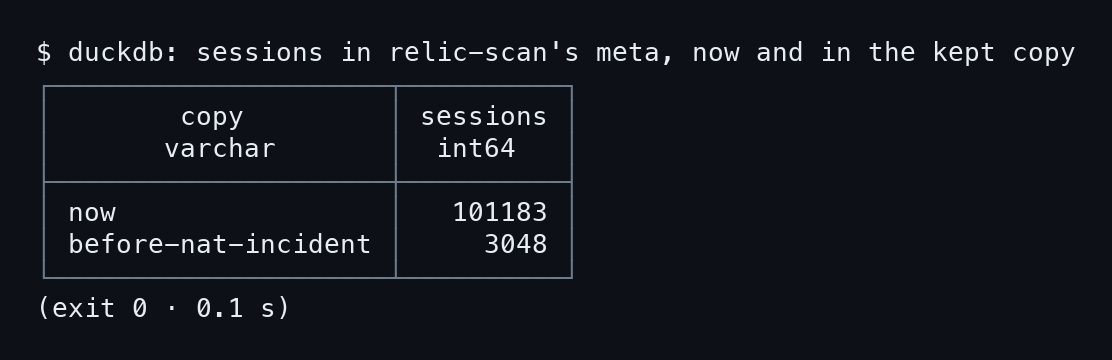 $ duckdb: sessions in relic-scan's meta, now and in the kept copy
copy sessions
varchar int64
now 101183
before-nat-incident 3048
(exit 0 · 0.1 s)